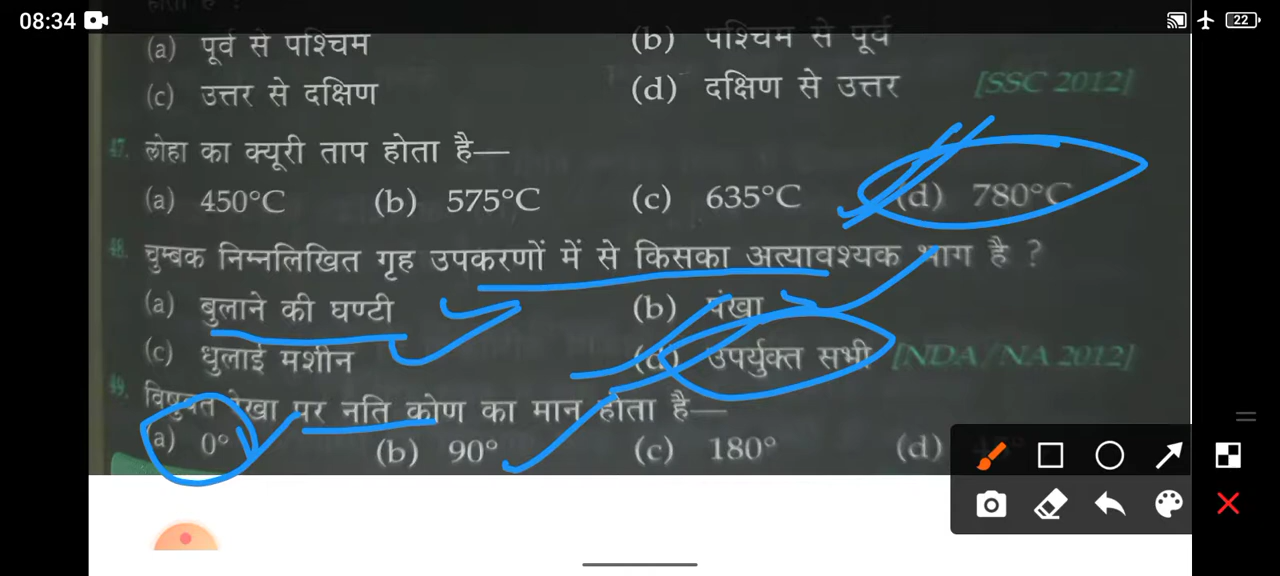 08:34
22
(a) पूर्व से पश्चिम (b) पश्चिम से पूर्व
(c) उत्तर से दक्षिण (d) दक्षिण से उत्तर [SSC 2012]
47. लोहा का क्यूरी ताप होता है—
(a) 450°C (b) 575°C (c) 635°C (d) 780°C
48. चुम्बक निम्नलिखित गृह उपकरणों में से किसका अत्यावश्यक भाग है ?
(a) बुलाने की घण्टी (b) पंखा
(c) धुलाई मशीन (d) उपर्युक्त सभी [NDA/NA 2012]
49. विषुवत रेखा पर नति कोण का मान होता है—
(a) 0° (b) 90° (c) 180° (d)